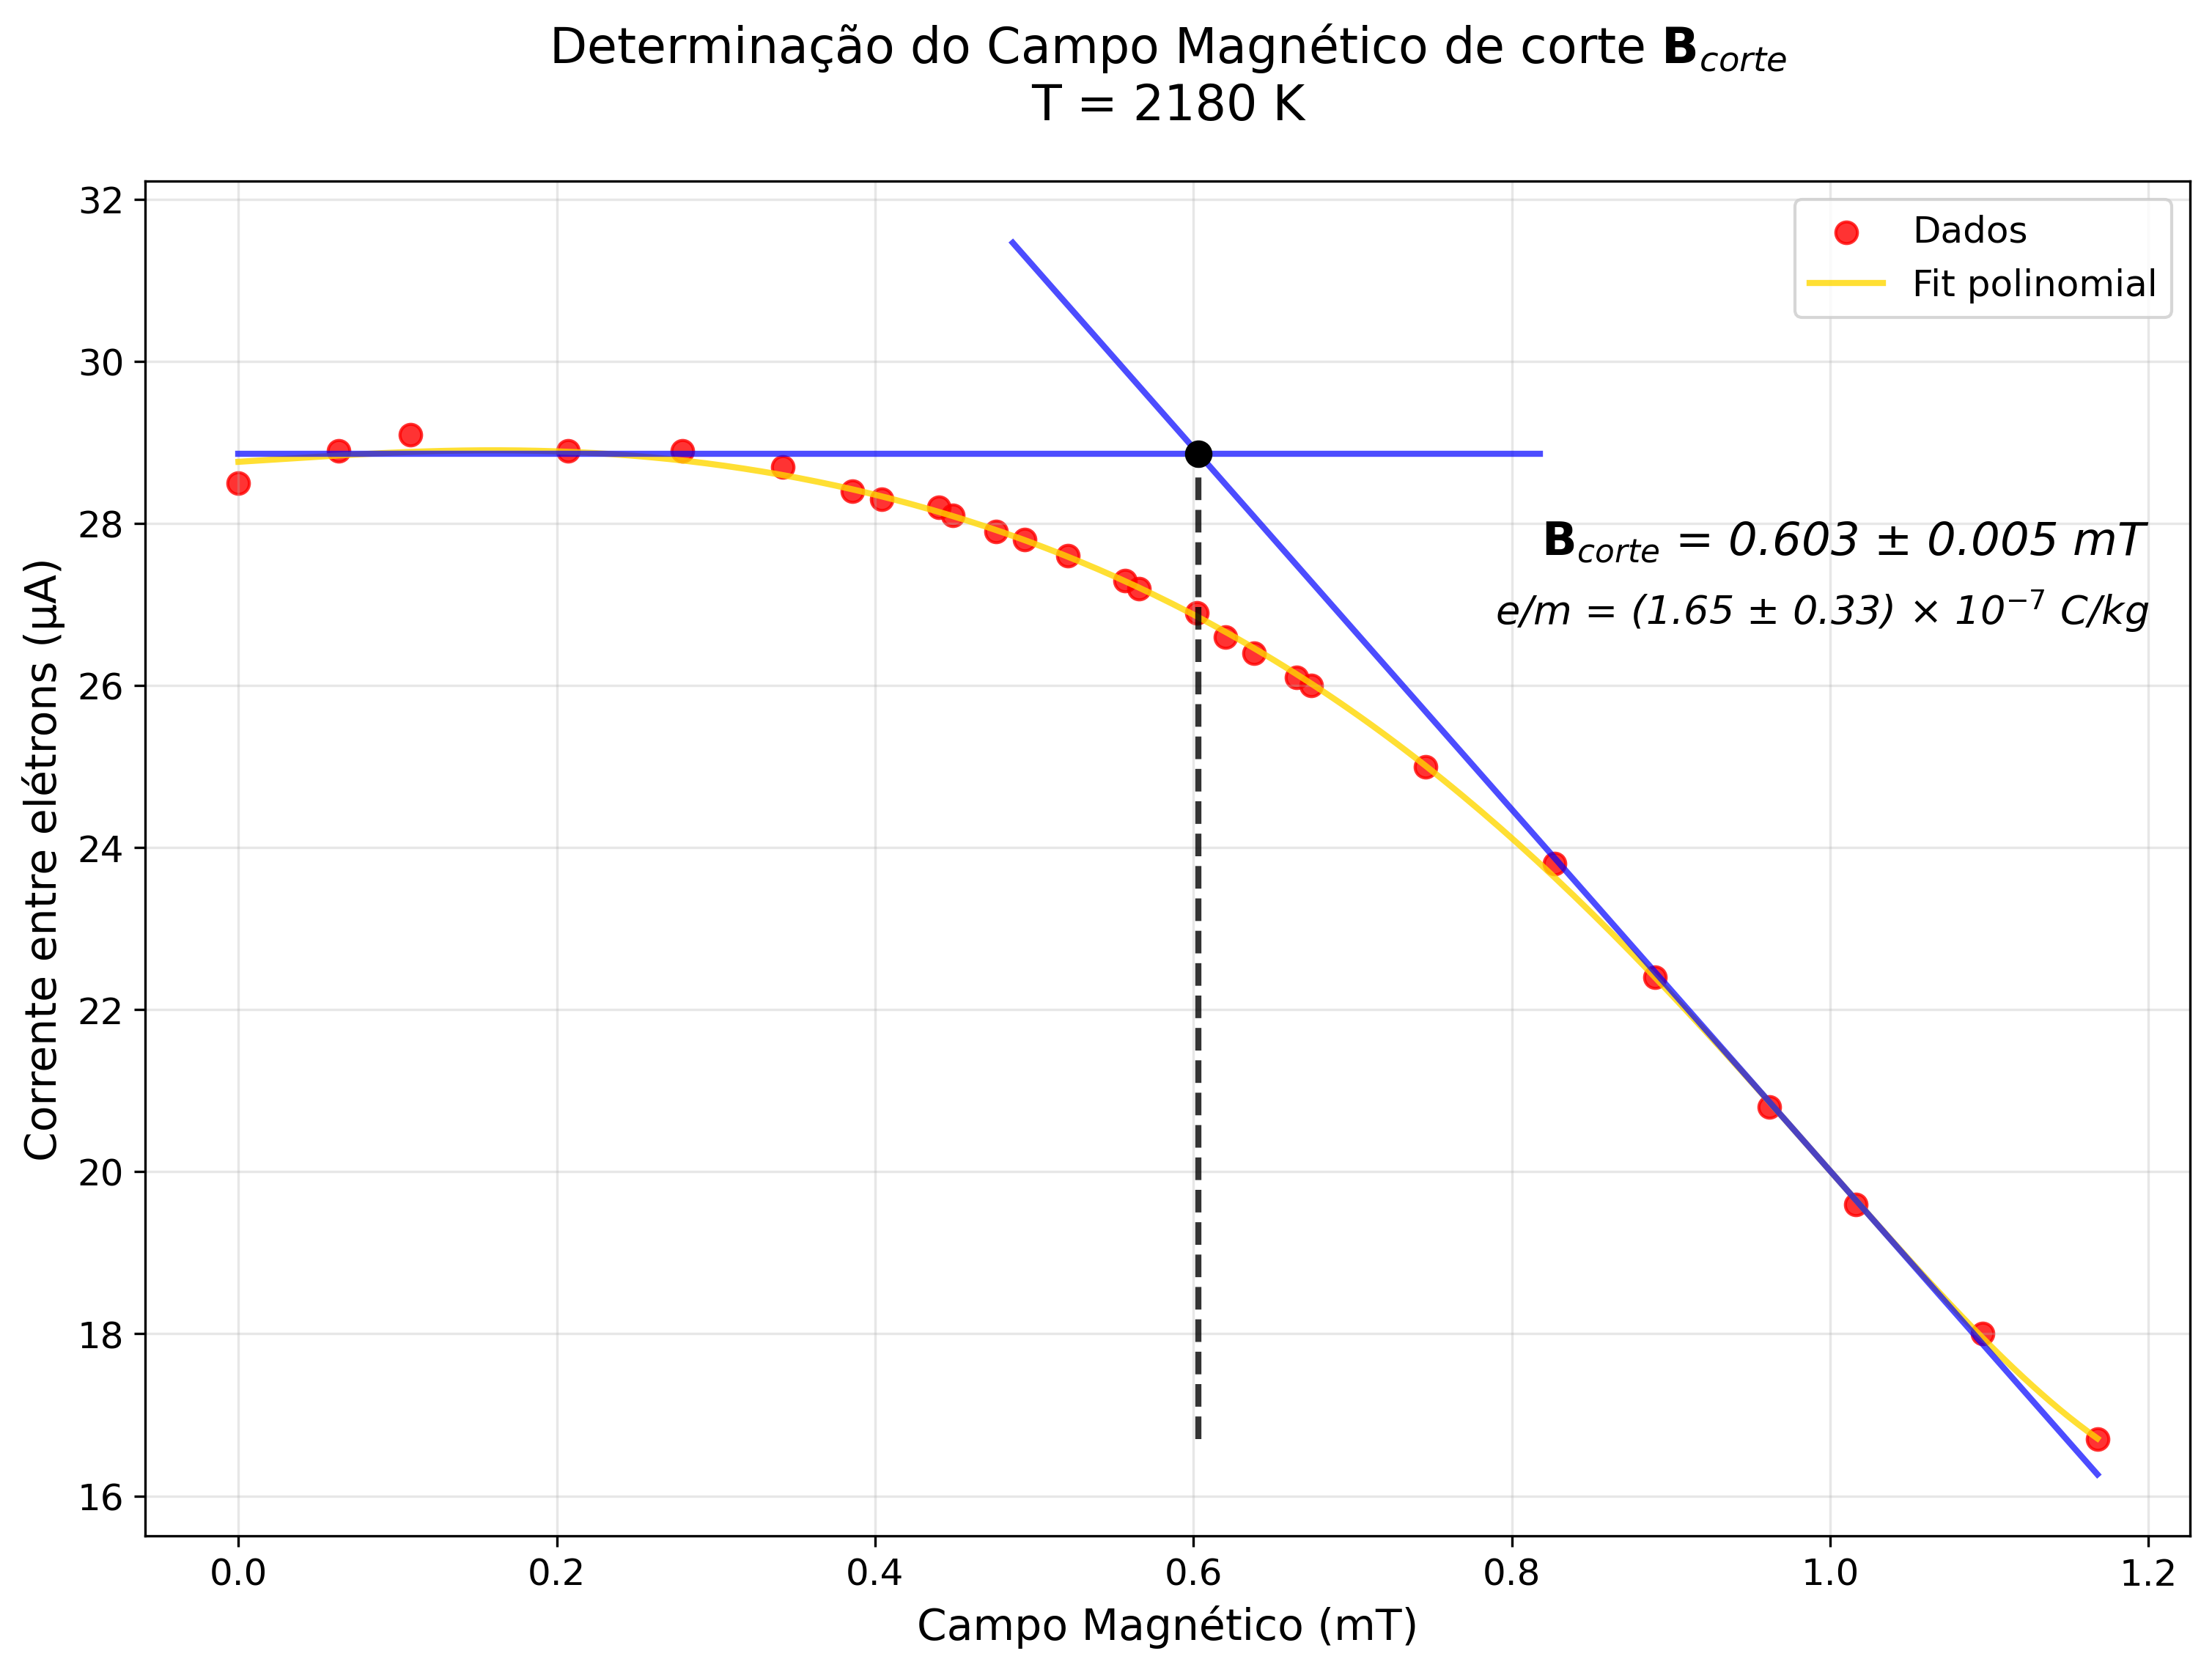 Determinação do Campo Magnético de corte B_corte
T = 2180 K
Dados
Fit polinomial
B_corte = 0.603 ± 0.005 mT
e/m = (1.65 ± 0.33) × 10⁻⁷ C/kg
Corrente entre elétrons (μA)
32
30
28
26
24
22
20
18
16
0.0 0.2 0.4 0.6 0.8 1.0 1.2
Campo Magnético (mT)